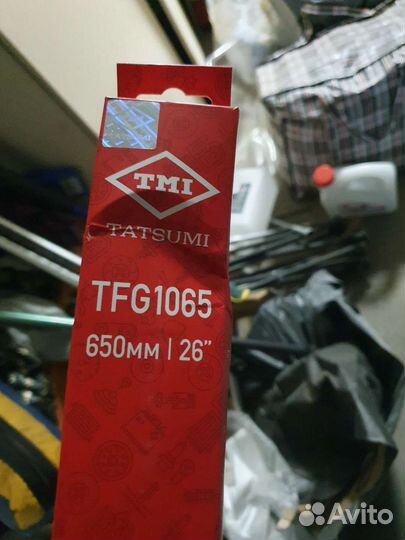 TMI
TATSUMI
TFG1065
650мм | 26"
Avito